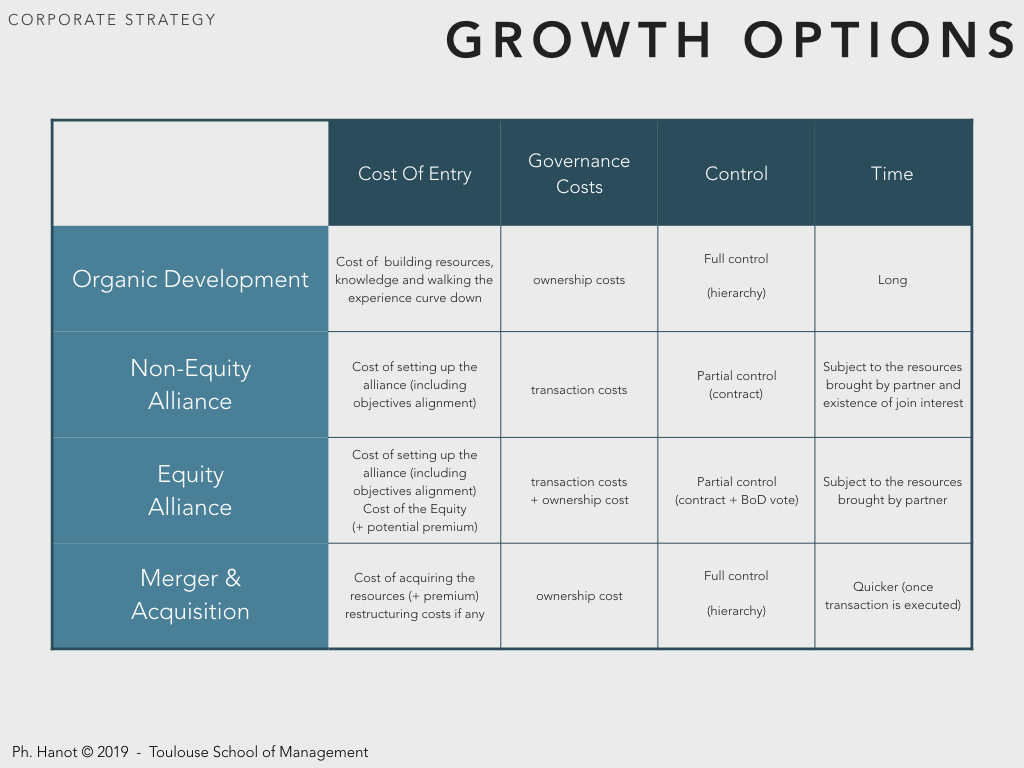 CORPORATE STRATEGY
GROWTH OPTIONS
Cost Of Entry
Governance
Costs
Control
Time
Organic Development
Cost of  building resources,
knowledge and walking the
experience curve down
ownership costs
Full control
(hierarchy)
Long
Non-Equity
Alliance
Cost of setting up the
alliance (including
objectives alignment)
transaction costs
Partial control
(contract)
Subject to the resources
brought by partner and
existence of join interest
Equity
Alliance
Cost of setting up the
alliance (including
objectives alignment)
Cost of the Equity
(+ potential premium)
transaction costs
+ ownership cost
Partial control
(contract + BoD vote)
Subject to the resources
brought by partner
Merger &
Acquisition
Cost of acquiring the
resources (+ premium)
restructuring costs if any
ownership cost
Full control
(hierarchy)
Quicker (once
transaction is executed)
Ph. Hanot © 2019  -  Toulouse School of Management